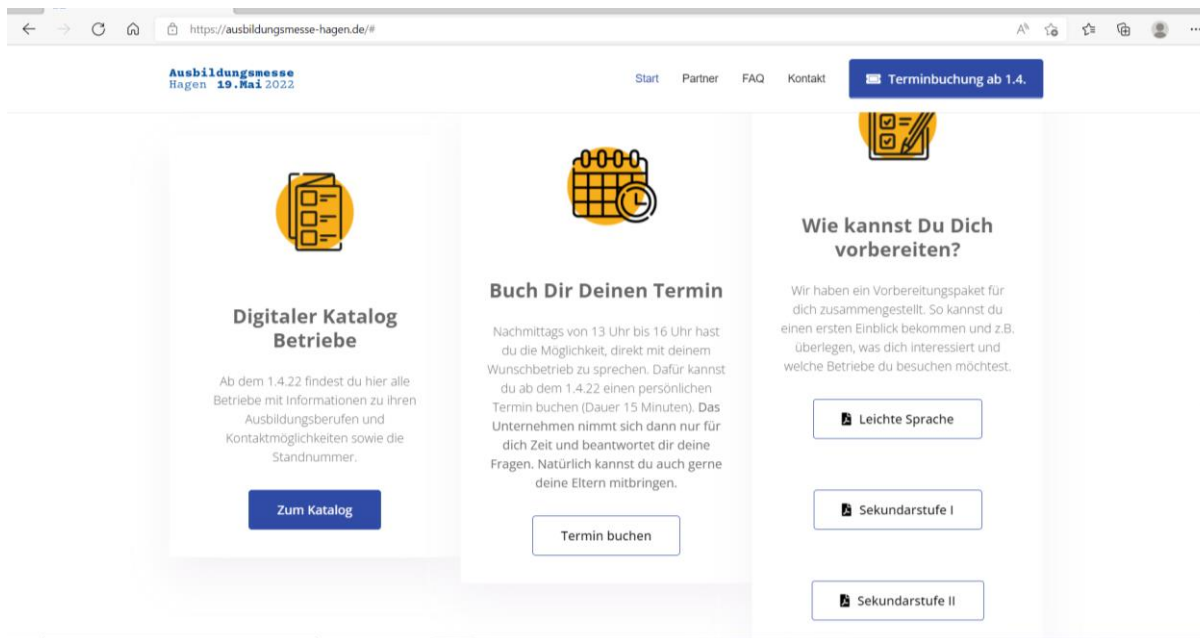 https://ausbildungsmesse-hagen.de/#
Ausbildungsmesse
Hagen 19.Mai 2022
Start
Partner
FAQ
Kontakt
Terminbuchung ab 1.4.
Digitaler Katalog
Betriebe
Ab dem 1.4.22 findest du hier alle
Betriebe mit Informationen zu ihren
Ausbildungsberufen und
Kontaktmöglichkeiten sowie die
Standnummer.
Zum Katalog
Buch Dir Deinen Termin
Nachmittags von 13 Uhr bis 16 Uhr hast
du die Möglichkeit, direkt mit deinem
Wunschbetrieb zu sprechen. Dafür kannst
du ab dem 1.4.22 einen persönlichen
Termin buchen (Dauer 15 Minuten). Das
Unternehmen nimmt sich dann nur für
dich Zeit und beantwortet dir deine
Fragen. Natürlich kannst du auch gerne
deine Eltern mitbringen.
Termin buchen
Wie kannst Du Dich
vorbereiten?
Wir haben ein Vorbereitungspaket für
dich zusammengestellt. So kannst du
einen ersten Einblick bekommen und z.B.
überlegen, was dich interessiert und
welche Betriebe du besuchen möchtest.
Leichte Sprache
Sekundarstufe I
Sekundarstufe II